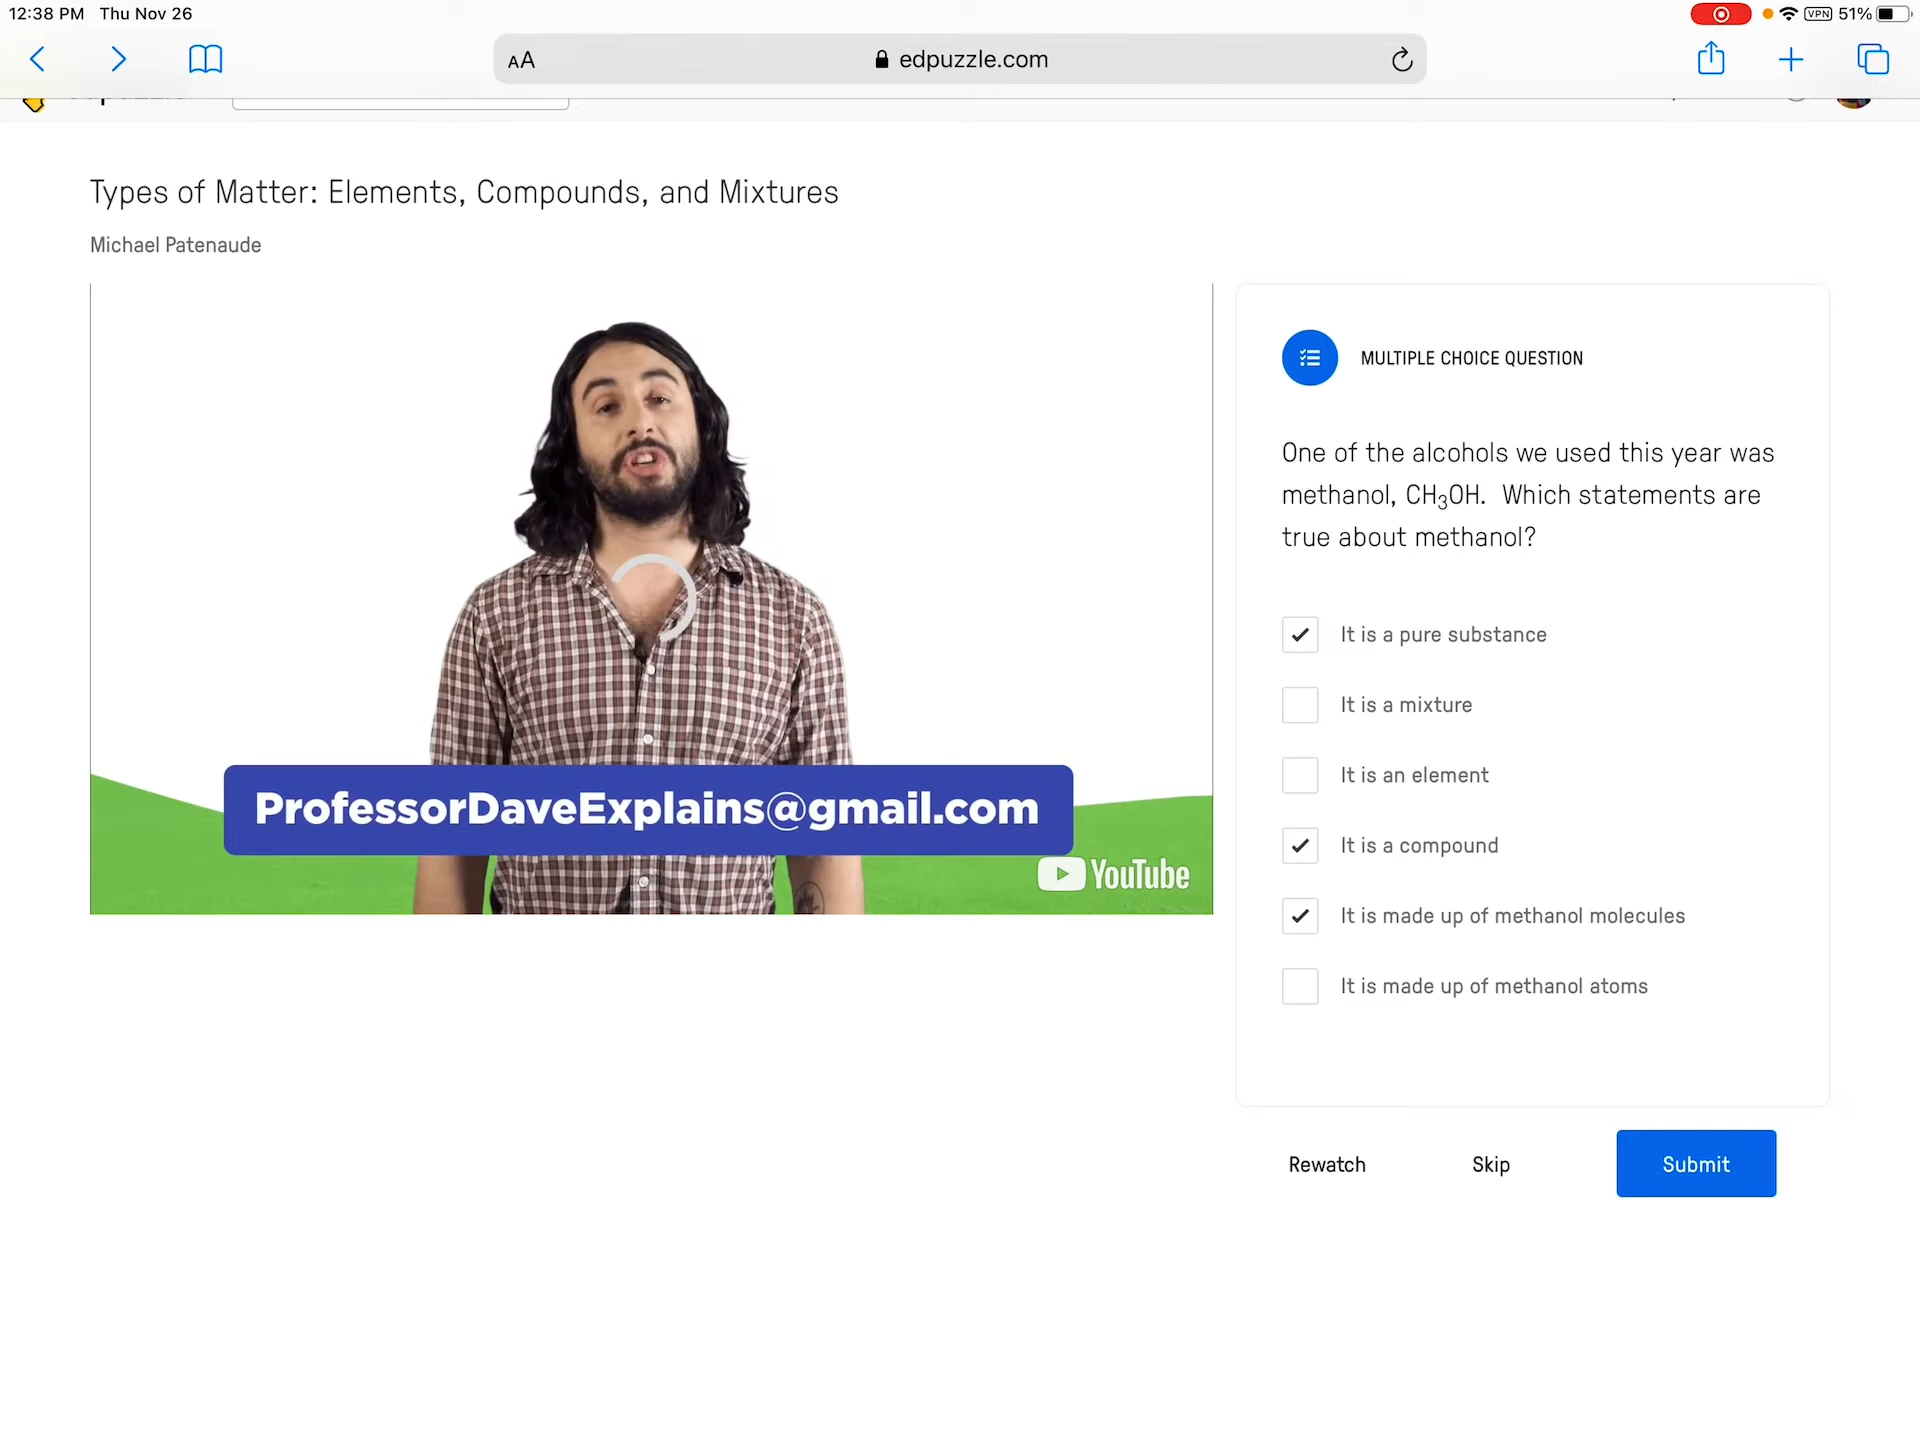 12:38 PM Thu Nov 26
VPN 51%
AA edpuzzle.com
Types of Matter: Elements, Compounds, and Mixtures
Michael Patenaude
ProfessorDaveExplains@gmail.com
YouTube
MULTIPLE CHOICE QUESTION
One of the alcohols we used this year was
methanol, CH₃OH. Which statements are
true about methanol?
It is a pure substance
It is a mixture
It is an element
It is a compound
It is made up of methanol molecules
It is made up of methanol atoms
Rewatch
Skip
Submit